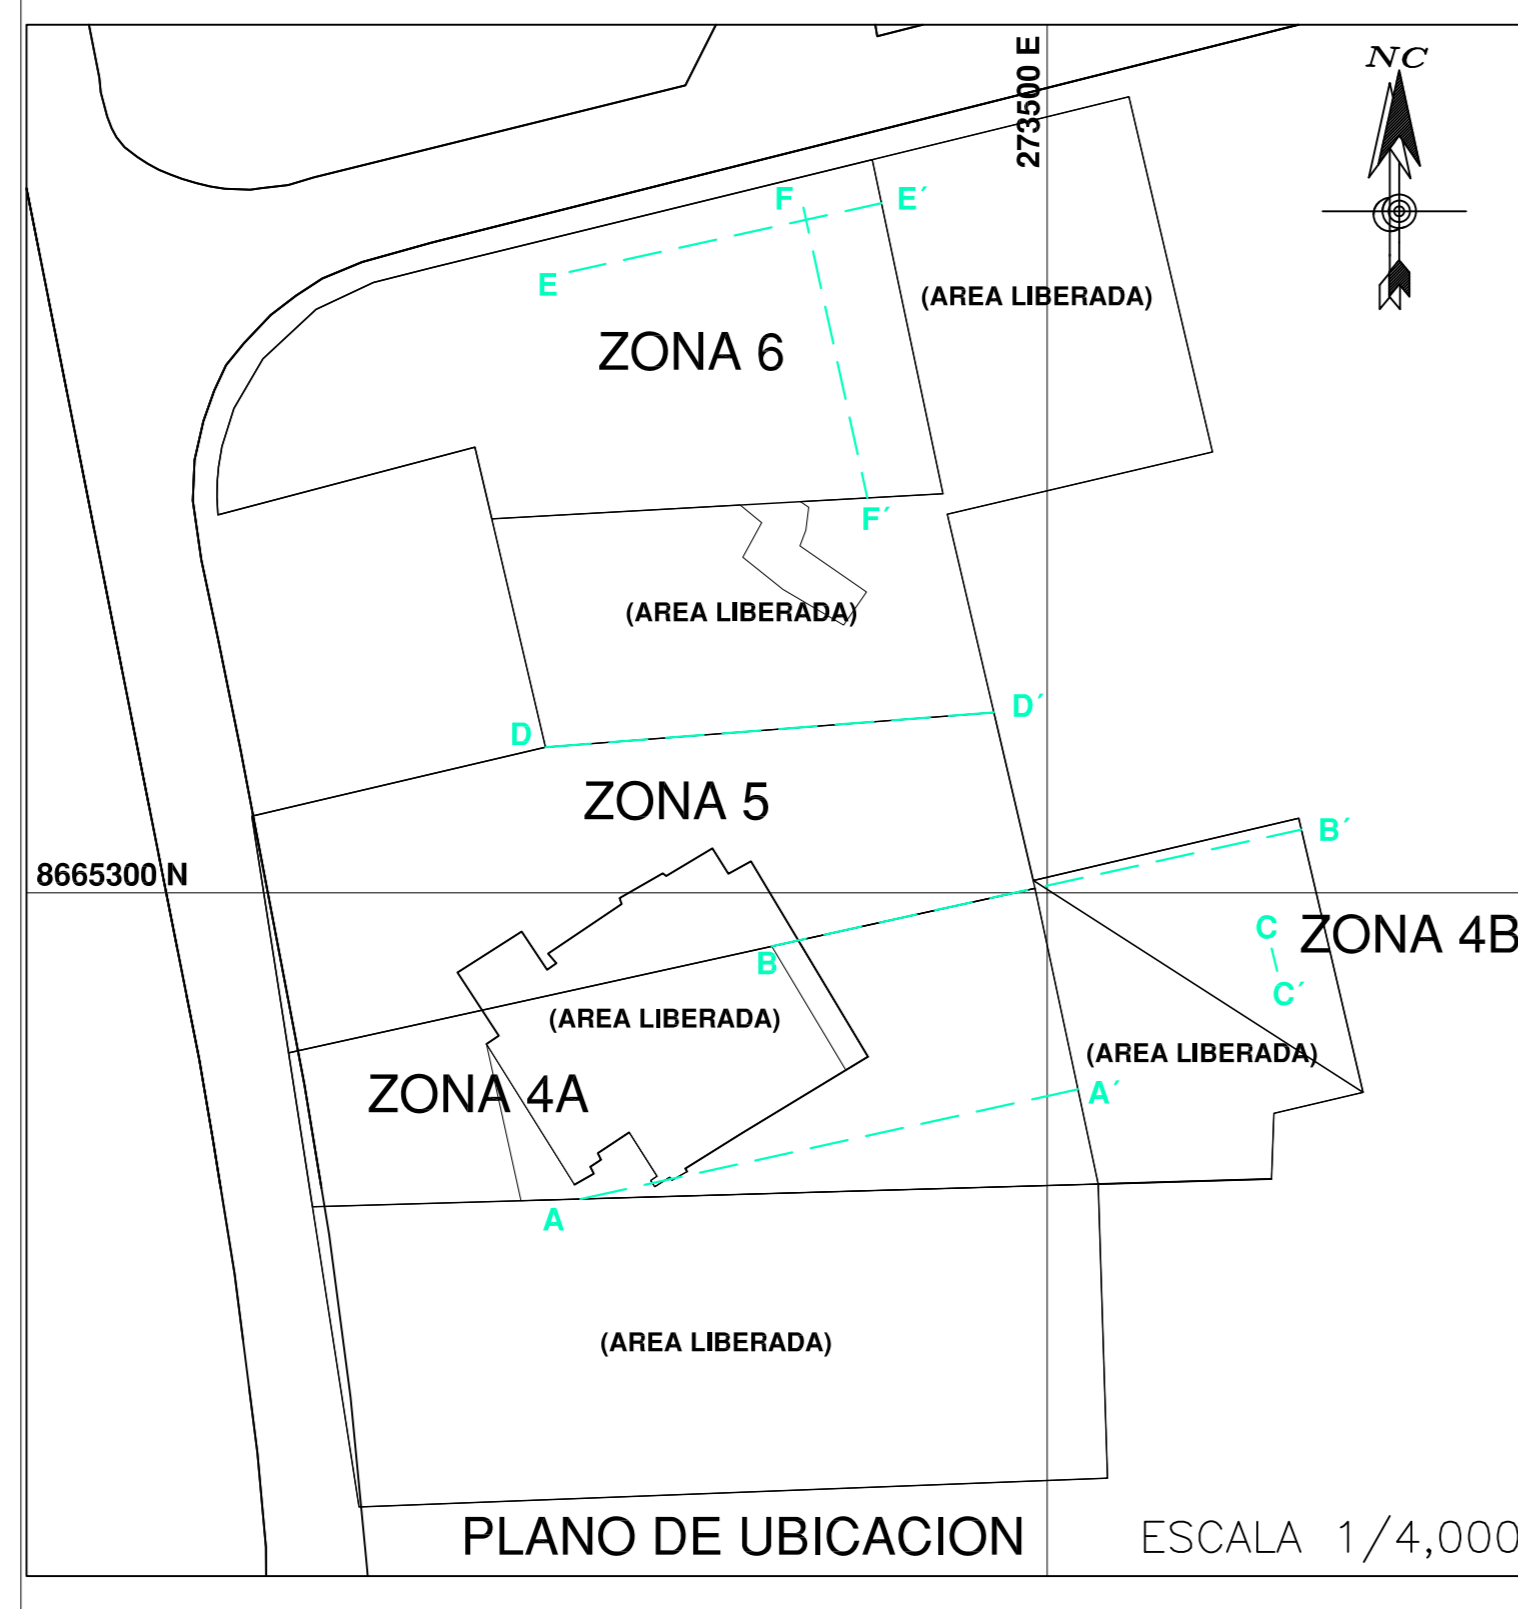 NC
273500 E
F
E´
E
(AREA LIBERADA)
ZONA 6
F´
(AREA LIBERADA)
D´
D
ZONA 5
B´
8665300 N
C
ZONA 4B
B
C´
(AREA LIBERADA)
(AREA LIBERADA)
ZONA 4A
A´
A
(AREA LIBERADA)
PLANO DE UBICACION
ESCALA 1/4,000